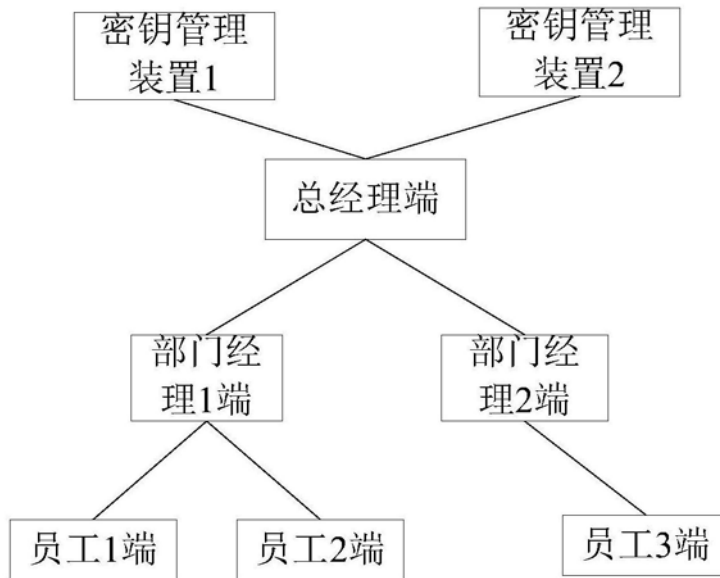 密钥管理
装置1
密钥管理
装置2
总经理端
部门经
理1端
部门经
理2端
员工1端
员工2端
员工3端